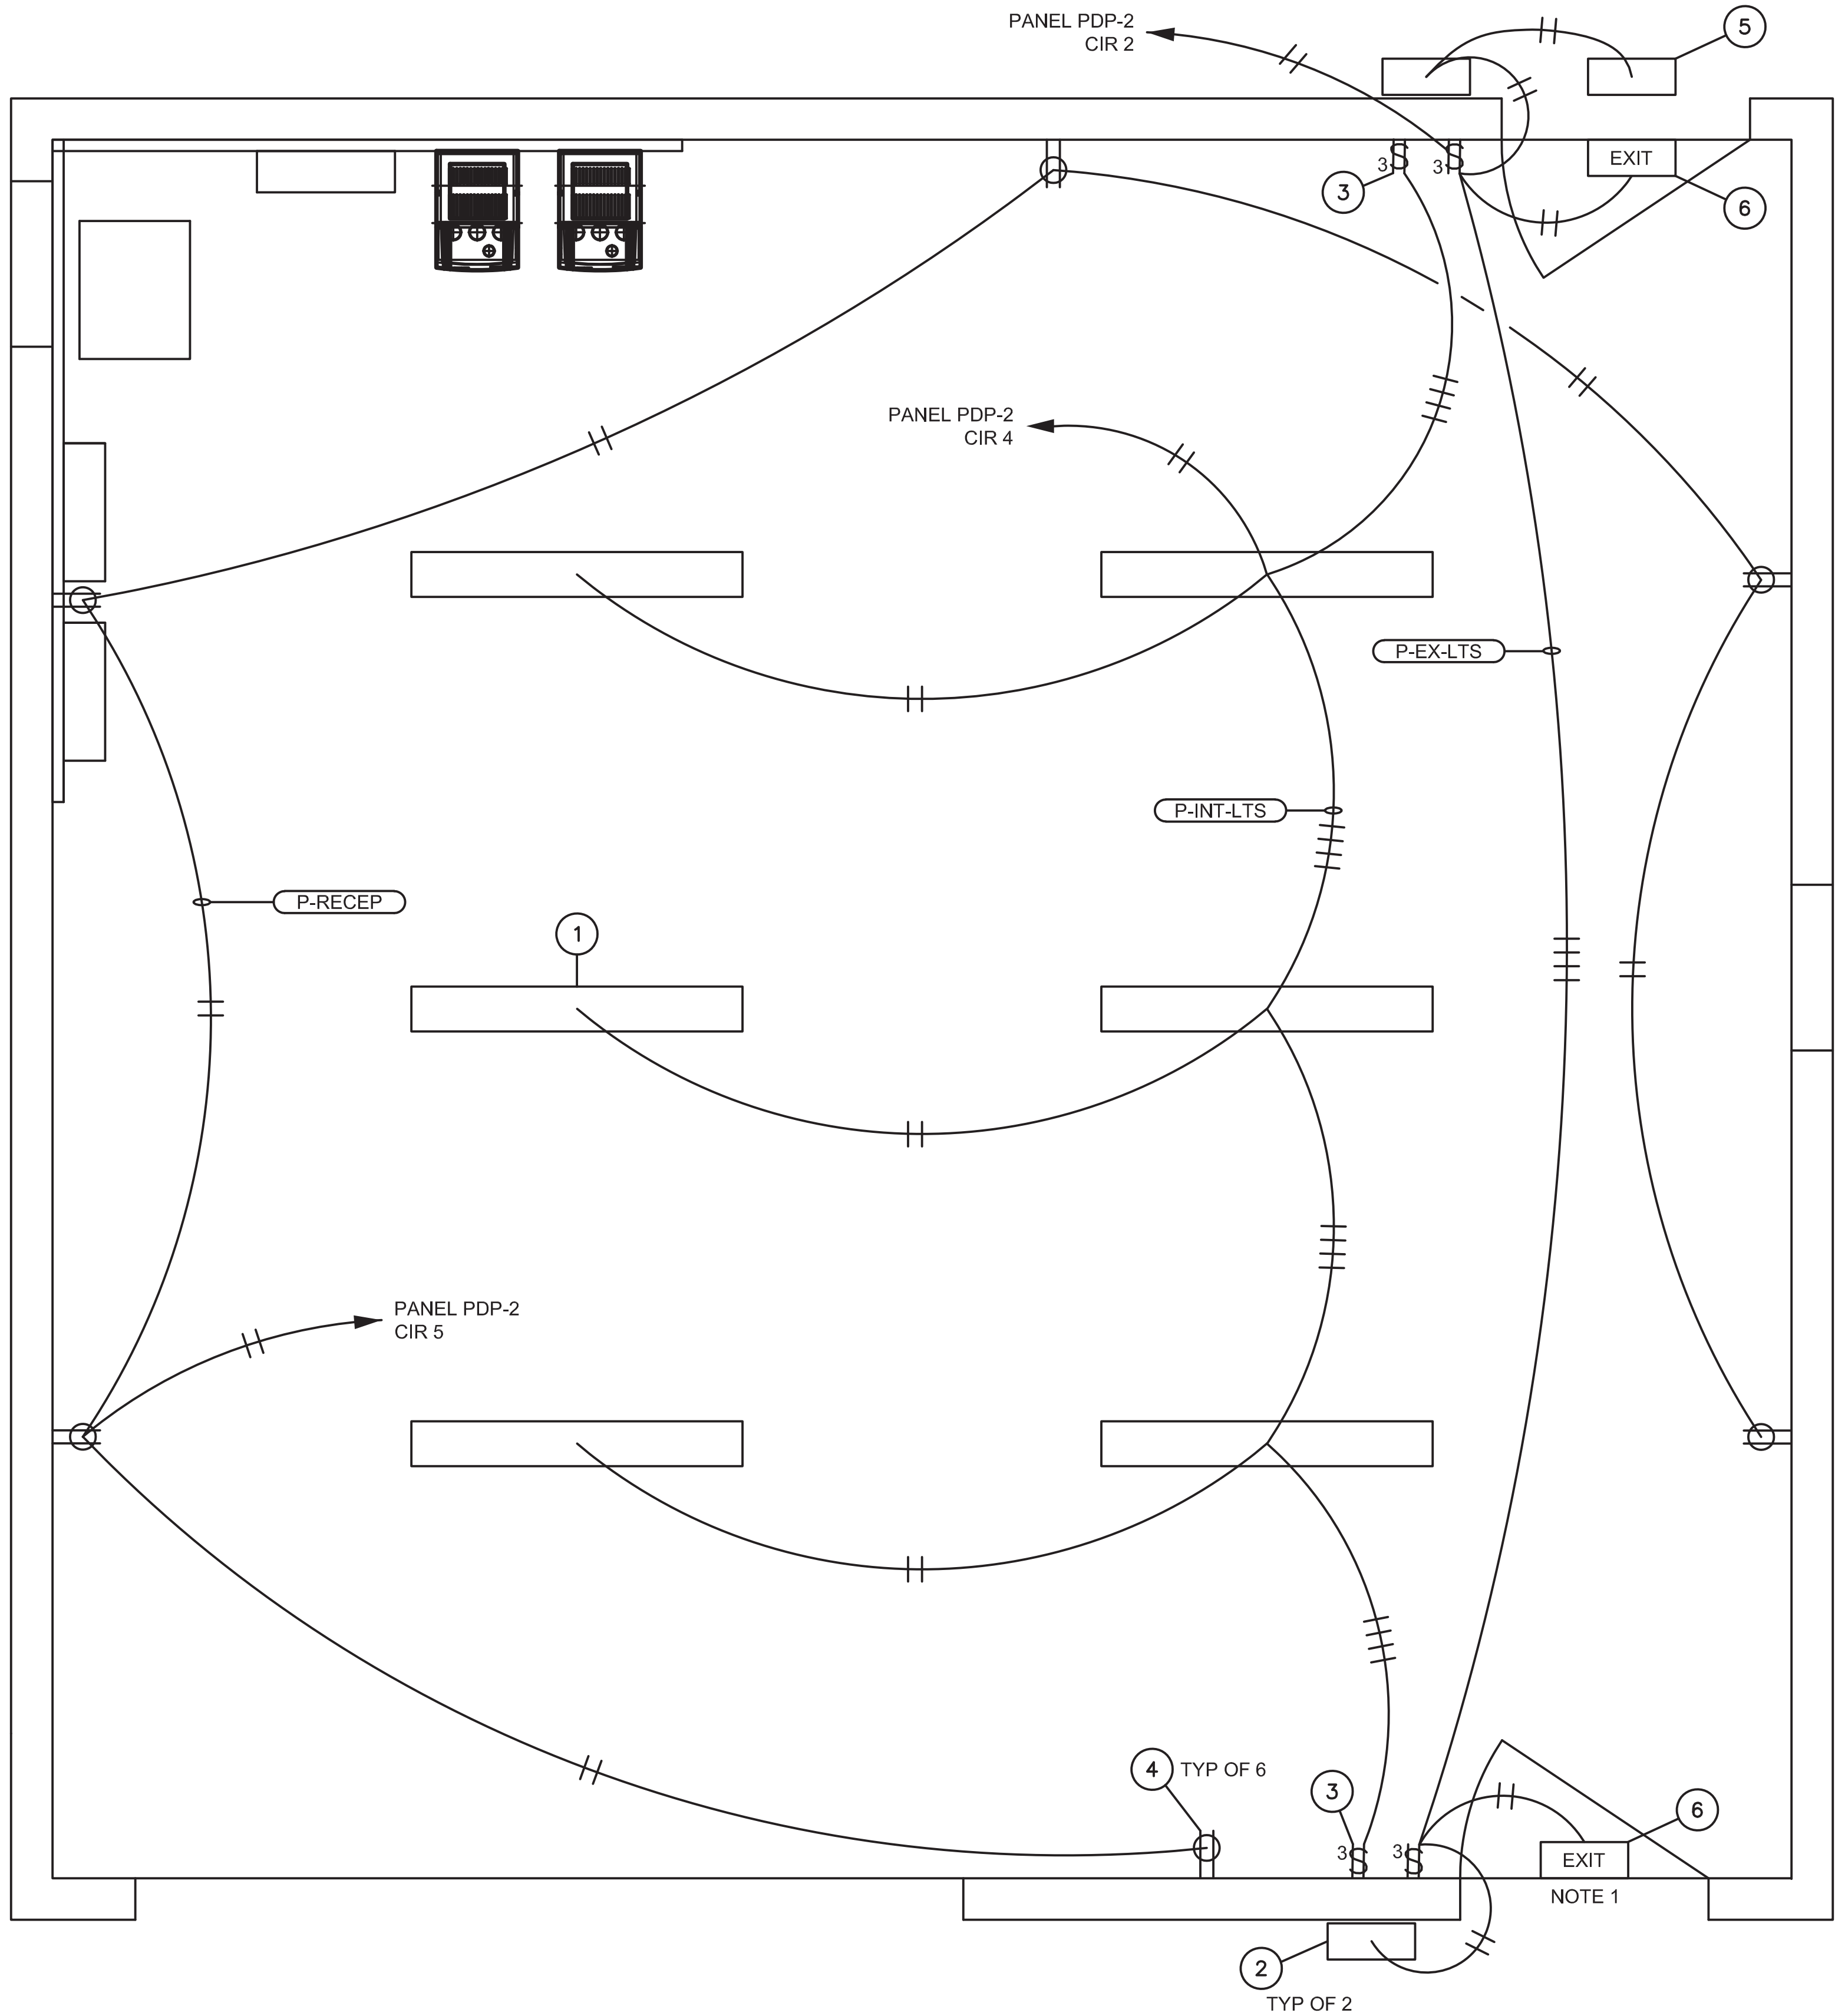 PANEL PDP-2
CIR 2
5
EXIT
3
3
3
6
PANEL PDP-2
CIR 4
P-EX-LTS
P-INT-LTS
P-RECEP
1
PANEL PDP-2
CIR 5
4 TYP OF 6
3
6
3
3
EXIT
NOTE 1
2
TYP OF 2